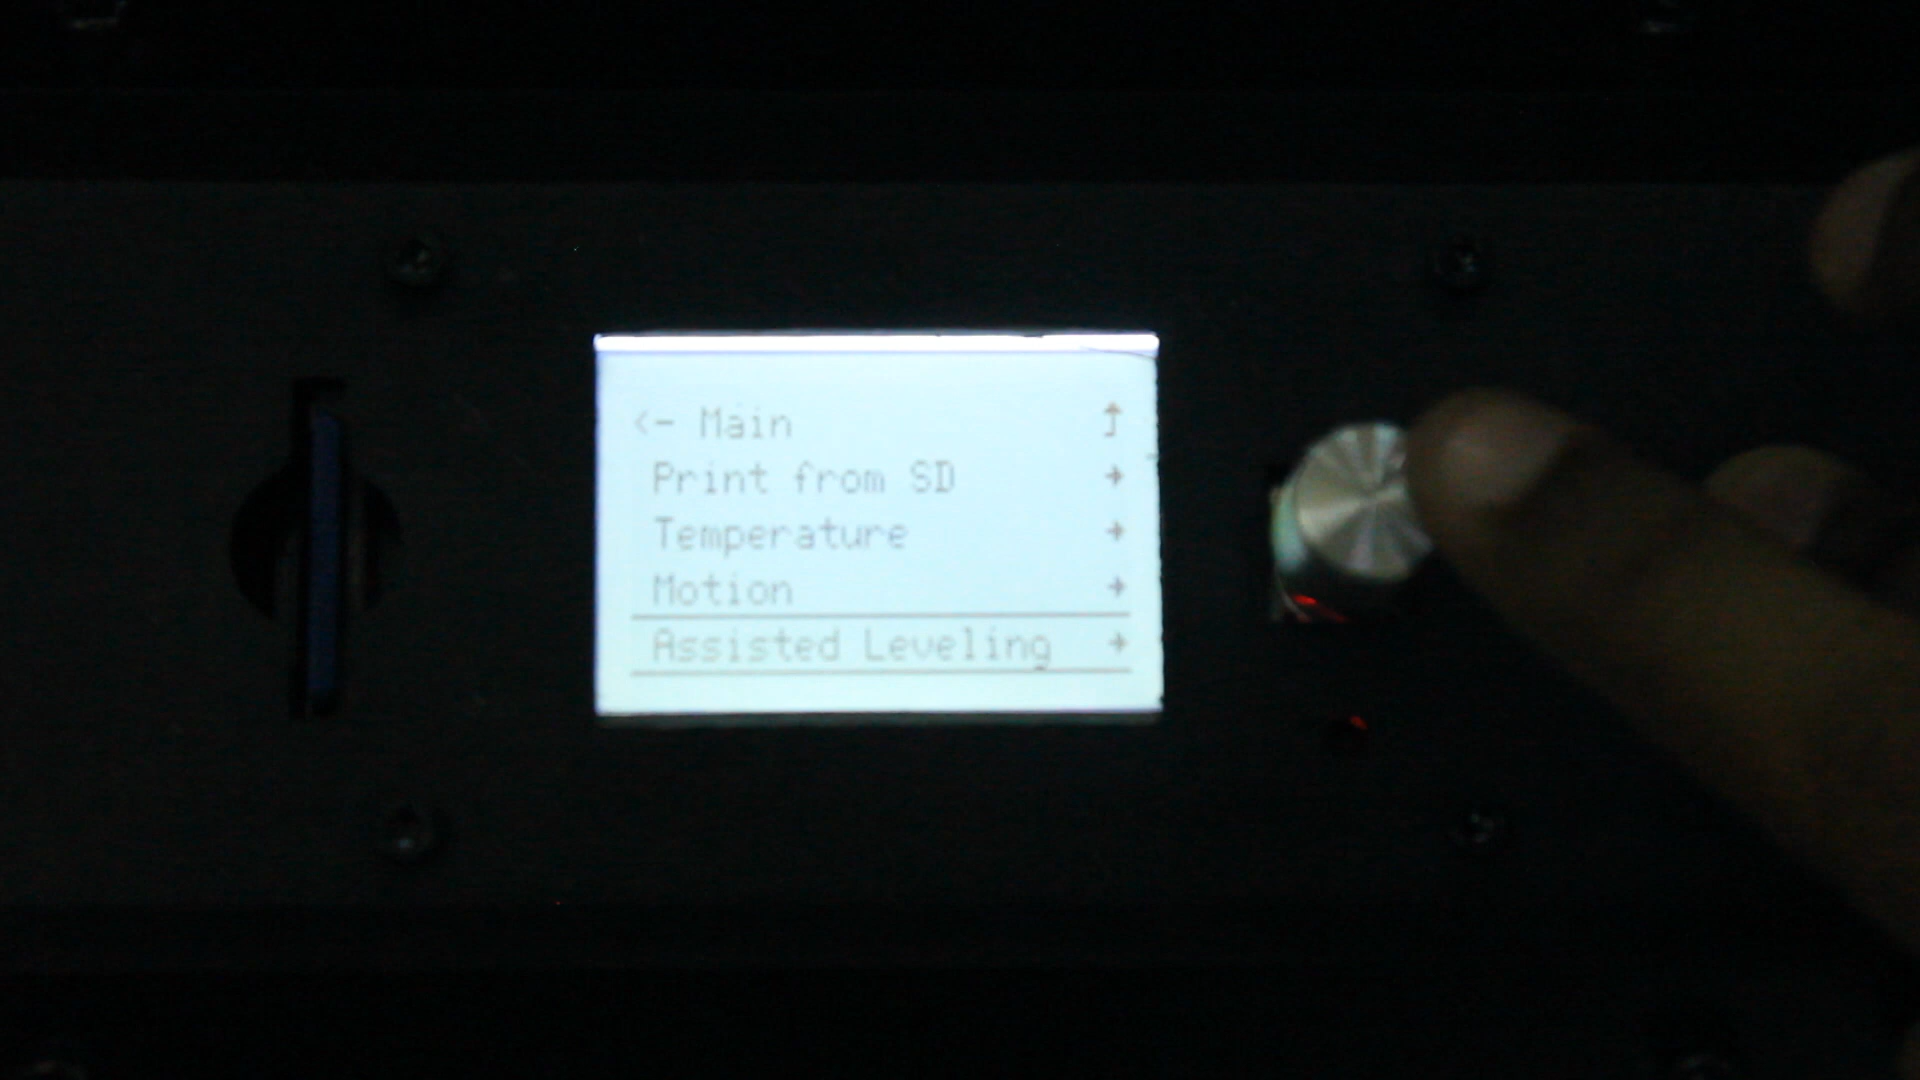 <- Main
Print from SD
Temperature
Motion
Assisted Leveling